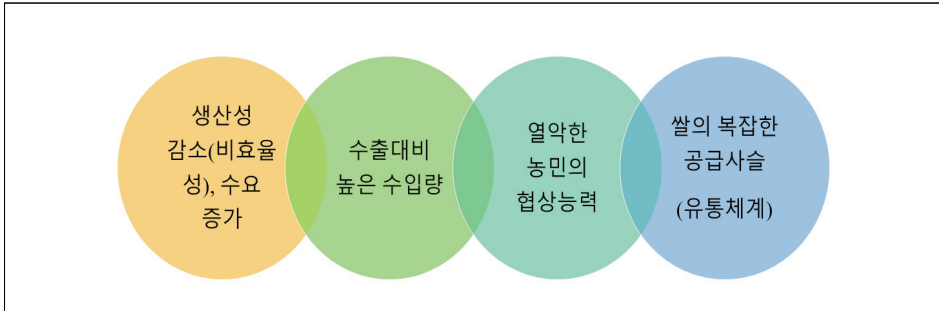 생산성
감소(비효율
성), 수요
증가
수출대비
높은 수입량
열악한
농민의
협상능력
쌀의 복잡한
공급사슬
(유통체계)